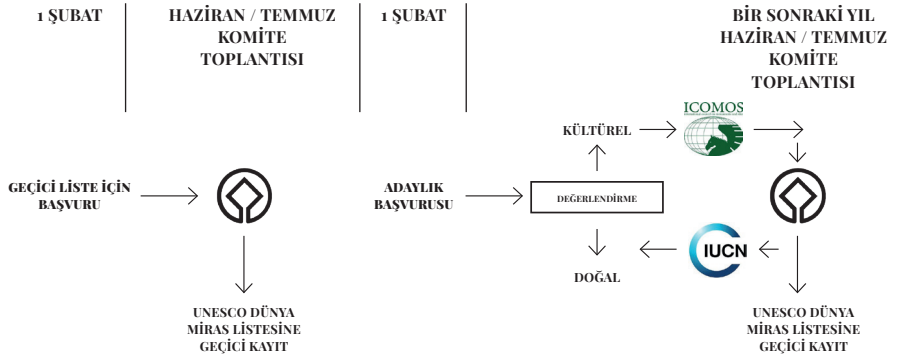 1 ŞUBAT
HAZİRAN / TEMMUZ
KOMİTE
TOPLANTISI
1 ŞUBAT
BİR SONRAKİ YIL
HAZİRAN / TEMMUZ
KOMİTE
TOPLANTISI
GEÇİCİ LİSTE İÇİN
BAŞVURU
UNESCO DÜNYA
MİRAS LİSTESİNE
GEÇİCİ KAYIT
ADAYLIK
BAŞVURUSU
DEĞERLENDİRME
KÜLTÜREL
ICOMOS
DOĞAL
IUCN
UNESCO DÜNYA
MİRAS LİSTESİNE
GEÇİCİ KAYIT